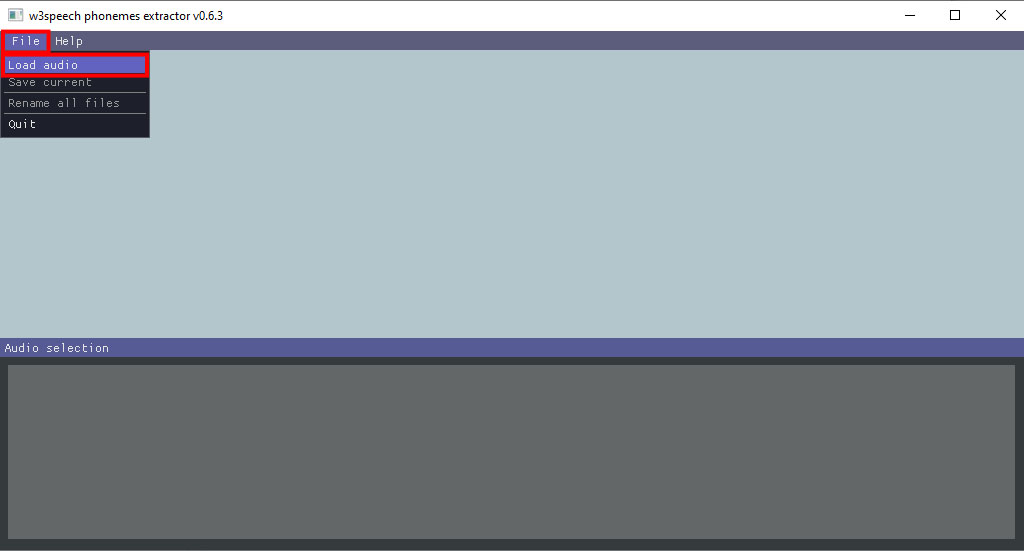 w3speech phonemes extractor v0.6.3
File Help
Load audio
Save current
Rename all files
Quit
Audio selection